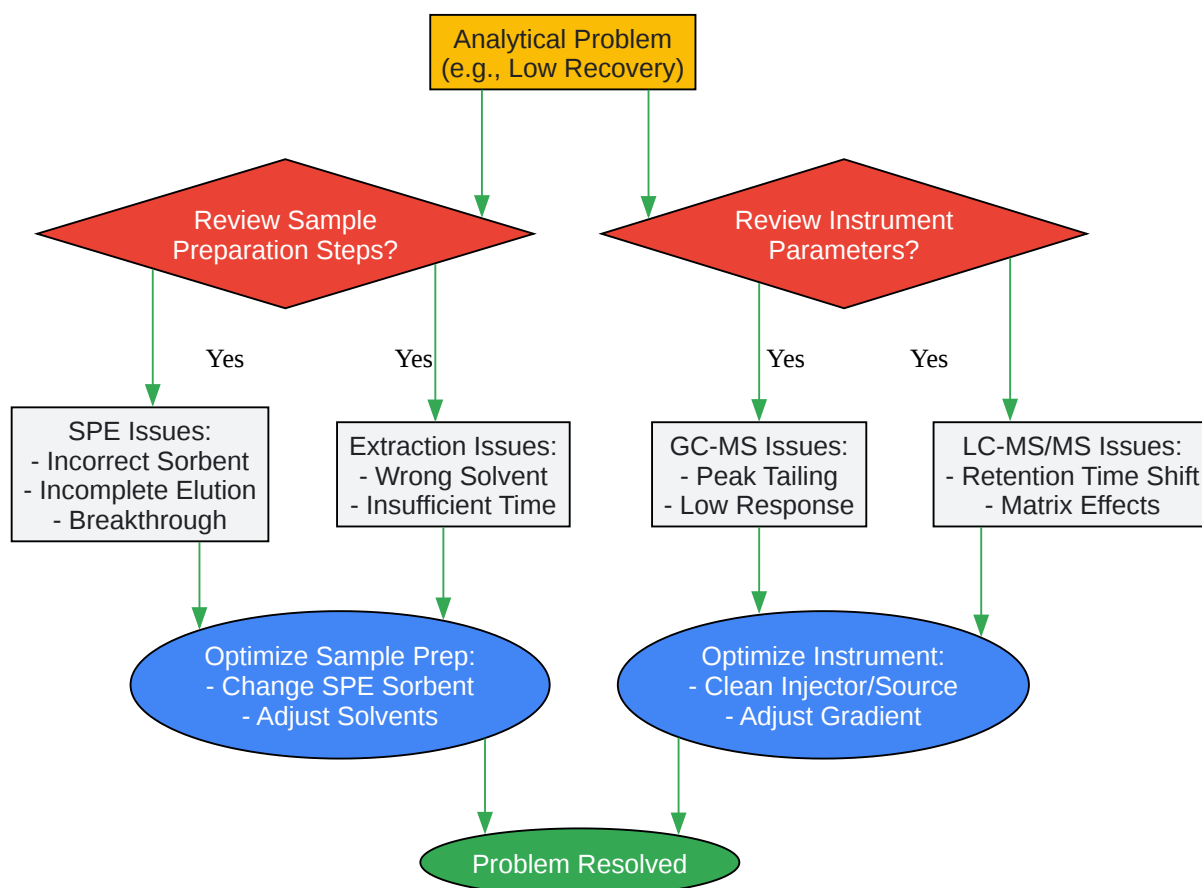 Analytical Problem
(e.g., Low Recovery)
Review Sample
Preparation Steps?
Review Instrument
Parameters?
Yes
Yes
Yes
Yes
SPE Issues:
- Incorrect Sorbent
- Incomplete Elution
- Breakthrough
Extraction Issues:
- Wrong Solvent
- Insufficient Time
GC-MS Issues:
- Peak Tailing
- Low Response
LC-MS/MS Issues:
- Retention Time Shift
- Matrix Effects
Optimize Sample Prep:
- Change SPE Sorbent
- Adjust Solvents
Optimize Instrument:
- Clean Injector/Source
- Adjust Gradient
Problem Resolved